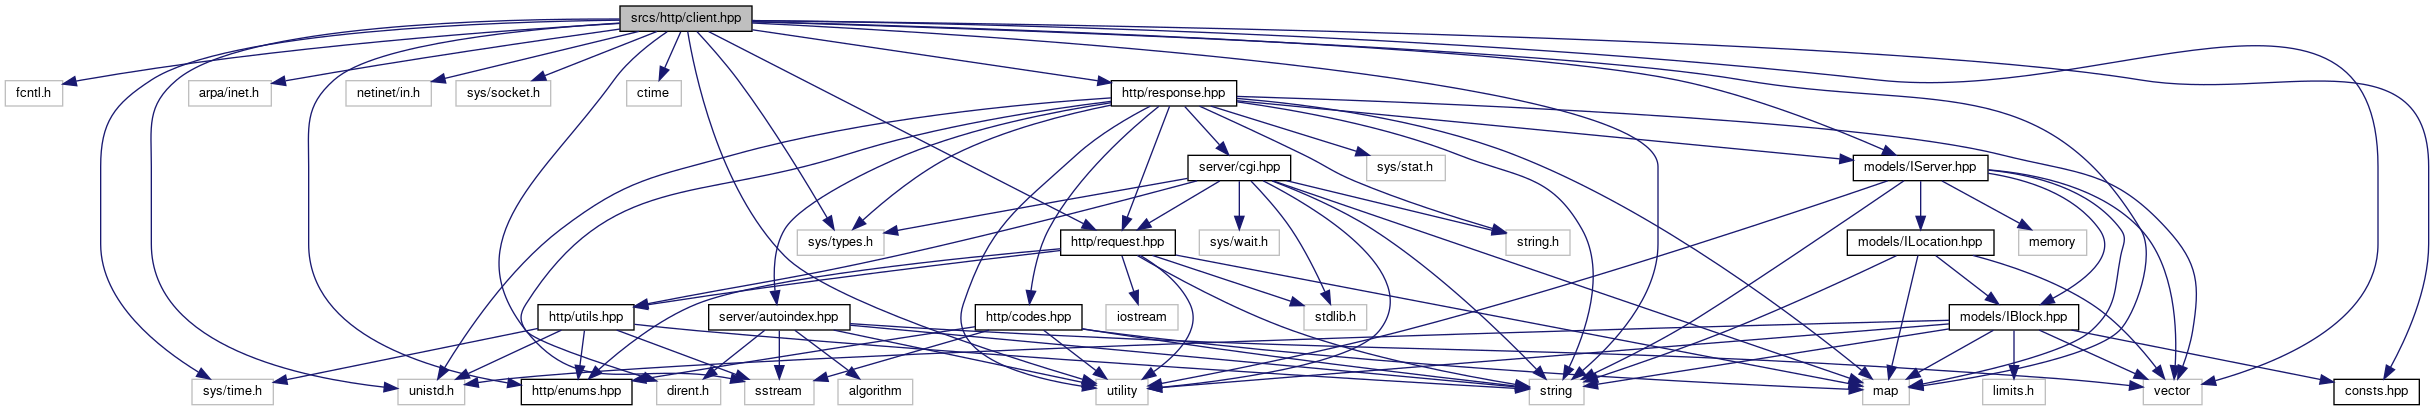 srcs/http/client.hpp
fcntl.h
arpa/inet.h
netinet/in.h
sys/socket.h
ctime
http/response.hpp
server/cgi.hpp
sys/stat.h
models/IServer.hpp
sys/types.h
http/request.hpp
sys/wait.h
string.h
models/ILocation.hpp
memory
http/utils.hpp
server/autoindex.hpp
http/codes.hpp
iostream
stdlib.h
models/IBlock.hpp
sys/time.h
unistd.h
http/enums.hpp
dirent.h
sstream
algorithm
utility
string
map
limits.h
vector
consts.hpp